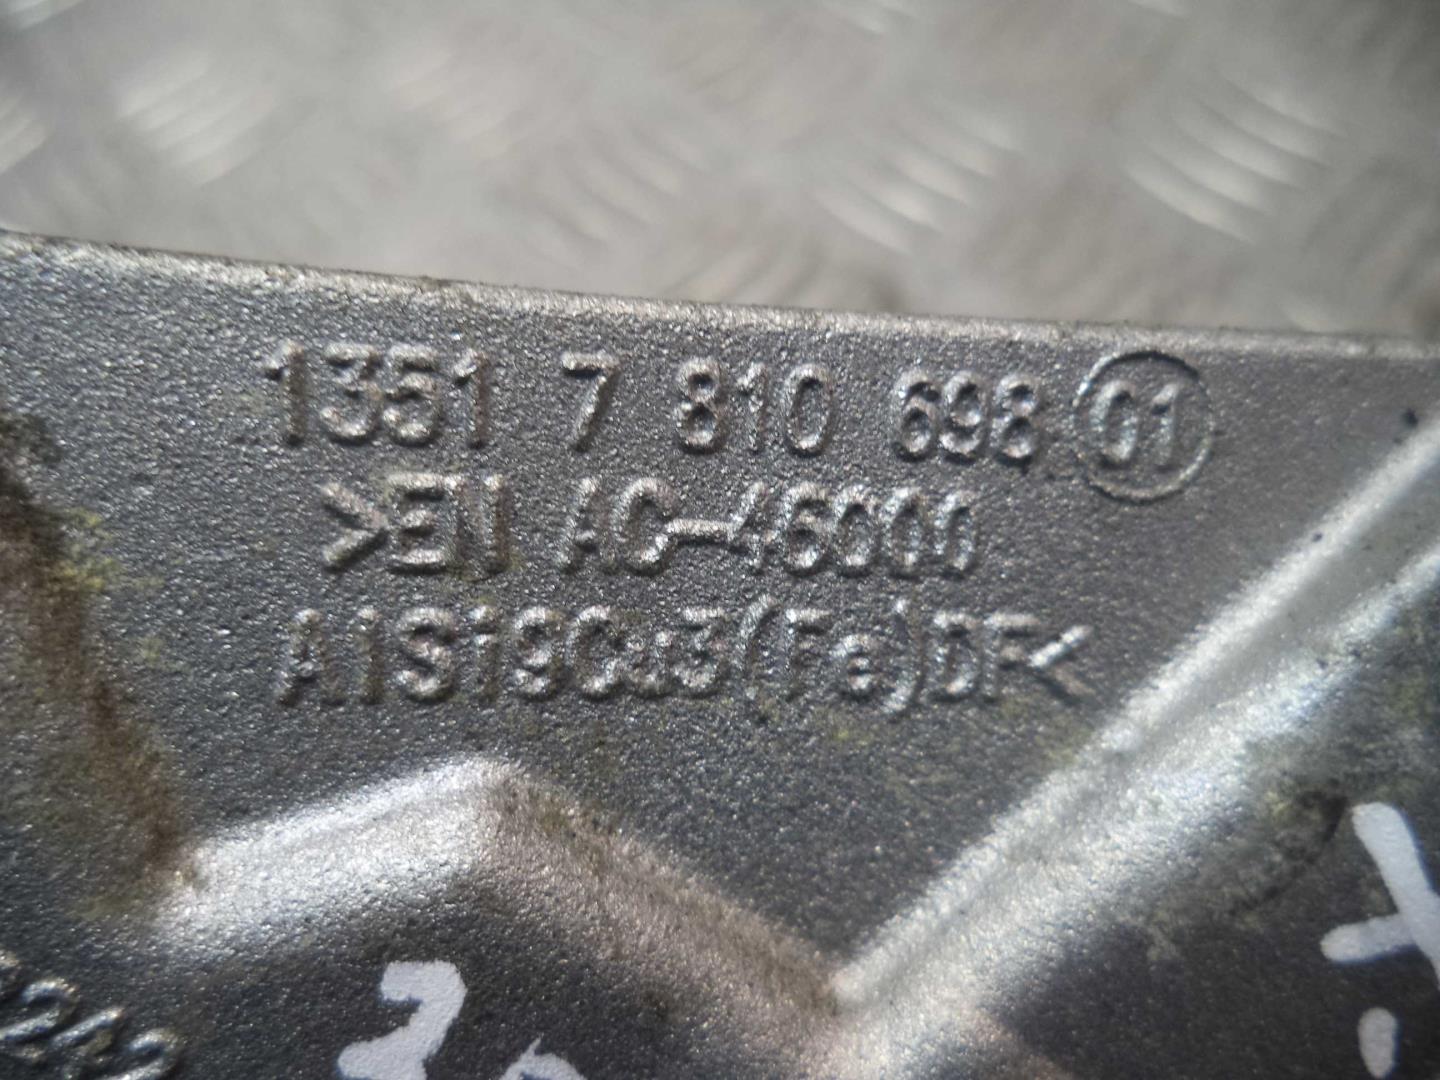 1351 7 810 698 01
>EN AC-46000
AlSi9Cu3(Fe)DF<